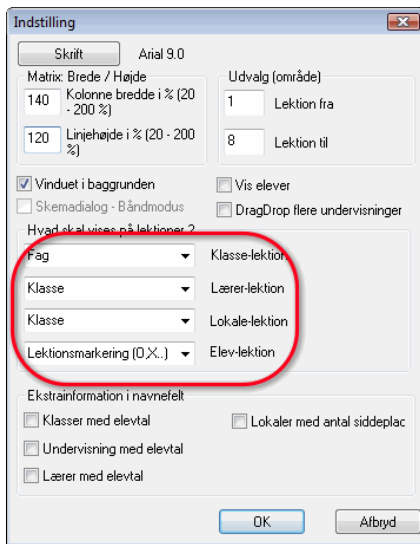 Indstilling
Skrift Arial 9.0
Matrix: Brede / Højde
140 Kolonne bredde i % (20 - 200 %)
120 Linjehøjde i % (20 - 200 %)
Udvalg (område)
1 Lektion fra
8 Lektion til
Vinduet i baggrunden
Skemadialog - Båndmodus
Vis elever
DragDrop flere undervisninger
Hvad skal vises på lektioner ?
Fag Klasse-lektion
Klasse Lærer-lektion
Klasse Lokale-lektion
Lektionsmarkering (0,X..) Elev-lektion
Ekstrainformation i navnefelt
Klasser med elevtal
Undervisning med elevtal
Lærer med elevtal
Lokaler med antal siddeplac
OK Afbryd